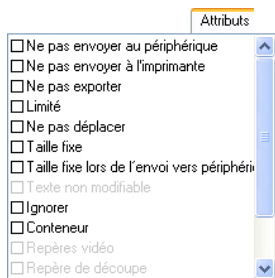 Attributs
Ne pas envoyer au périphérique
Ne pas envoyer à l'imprimante
Ne pas exporter
Limité
Ne pas déplacer
Taille fixe
Taille fixe lors de l´envoi vers périphéri
Texte non modifiable
Ignorer
Conteneur
Repères vidéo
Repère de découpe